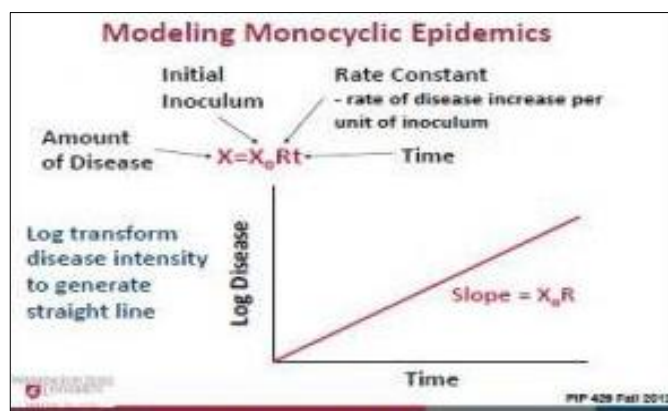 Modeling Monocyclic Epidemics
Initial
Inoculum
Rate Constant
- rate of disease increase per
unit of inoculum
Amount
of Disease
X=X₀Rt
Time
Log transform
disease intensity
to generate
straight line
Log Disease
Slope = X₀R
Time
PIP 429 Fall 201